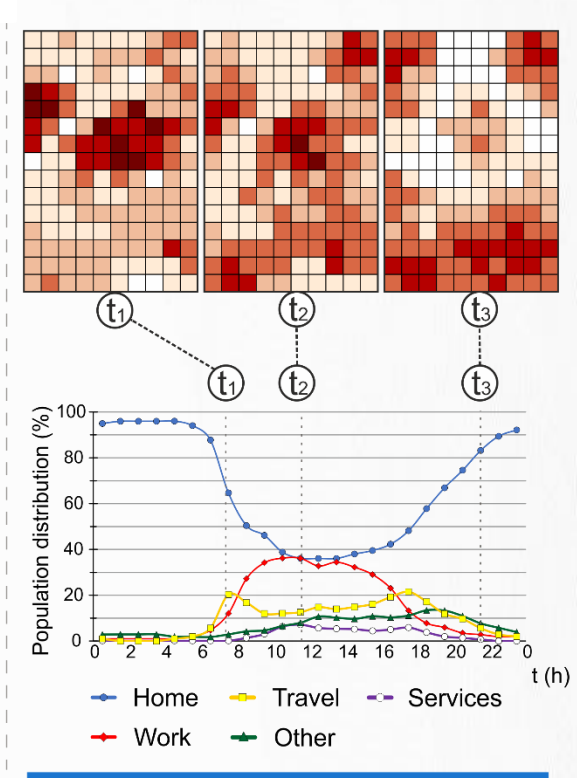 t1 t2 t3
t1 t2 t3
Population distribution (%)
100
80
60
40
20
0
0 2 4 6 8 10 12 14 16 18 20 22 0
t (h)
Home Travel Services
Work Other